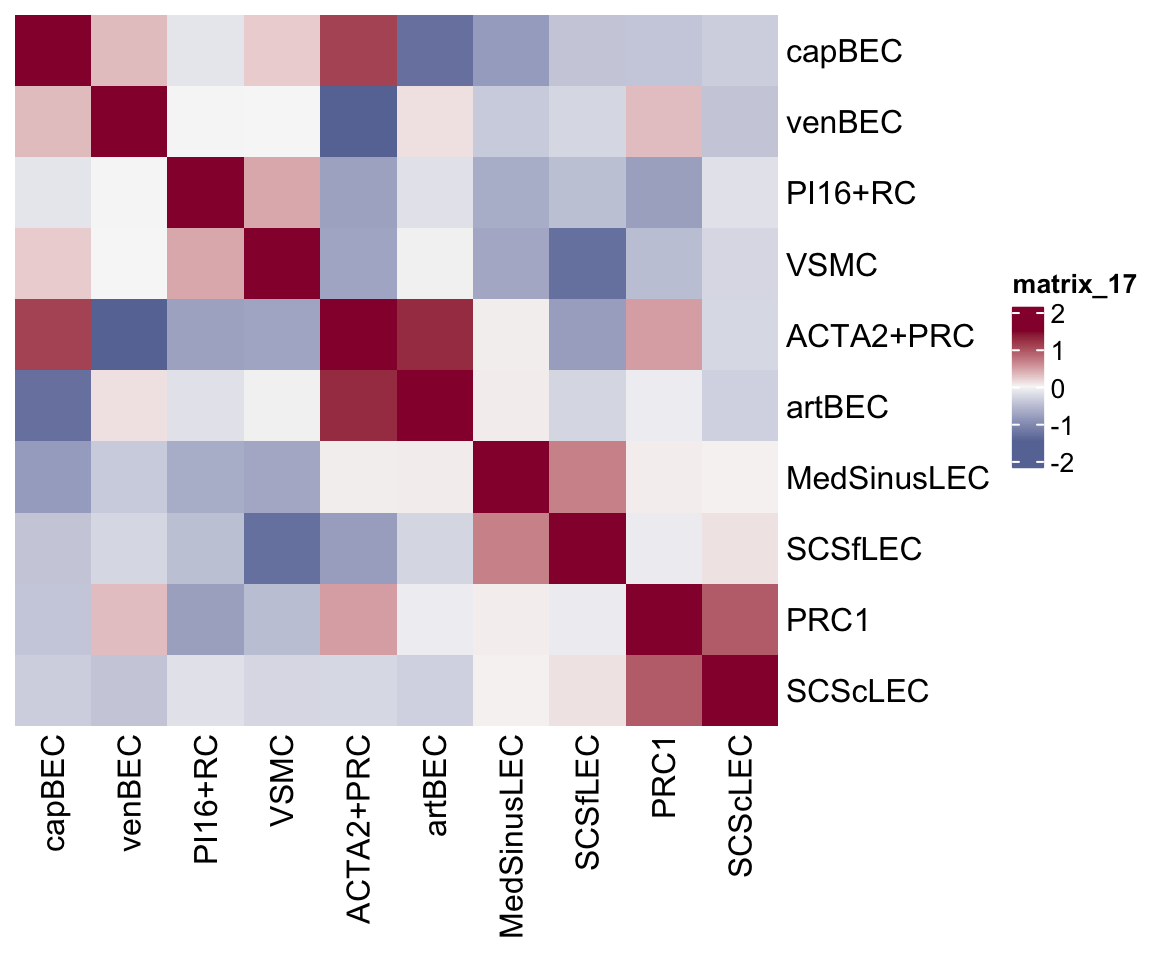 capBEC
venBEC
PI16+RC
VSMC
ACTA2+PRC
artBEC
MedSinusLEC
SCSfLEC
PRC1
SCScLEC
matrix_17
2
1
0
-1
-2
capBEC
venBEC
PI16+RC
VSMC
ACTA2+PRC
artBEC
MedSinusLEC
SCSfLEC
PRC1
SCScLEC